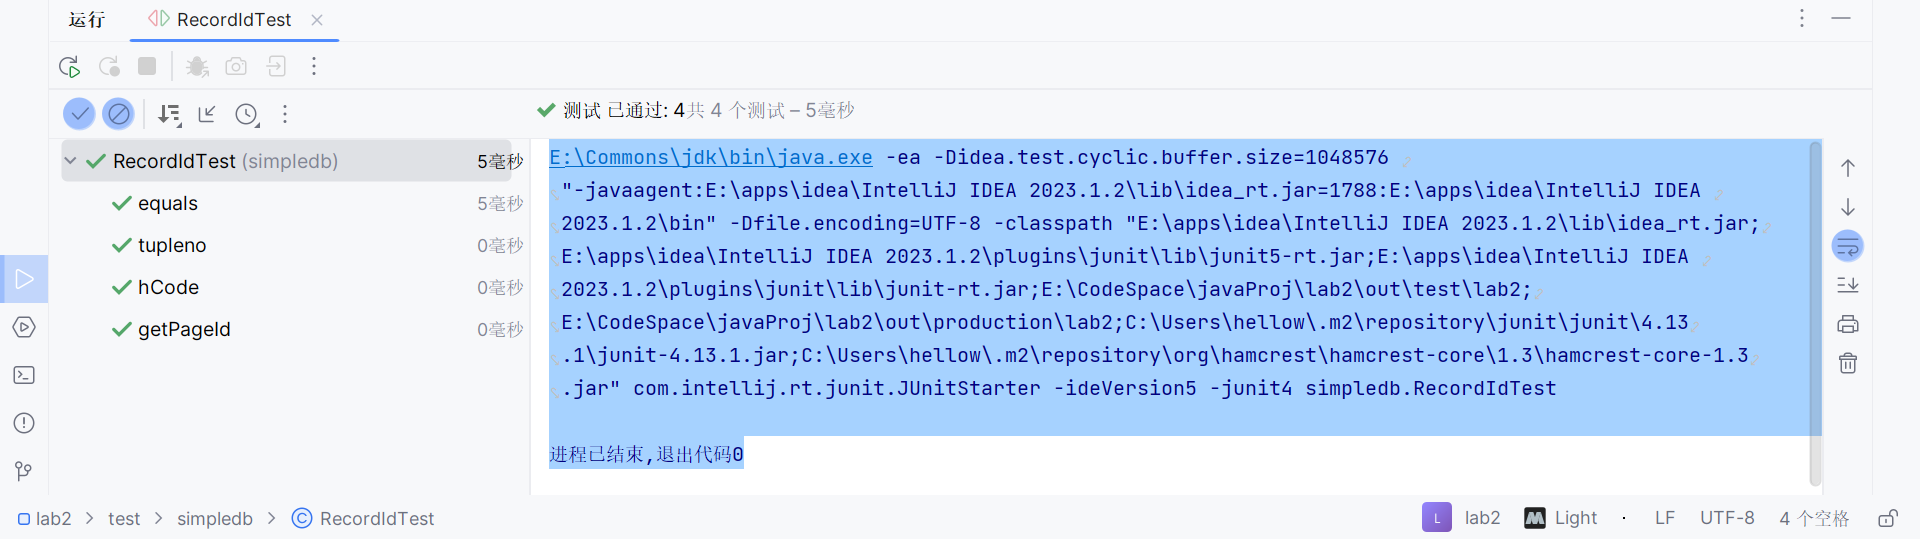 运行 RecordIdTest
测试 已通过: 4共 4 个测试 – 5毫秒
RecordIdTest (simpledb) 5毫秒
equals 5毫秒
tupleno 0毫秒
hCode 0毫秒
getPageId 0毫秒
E:\Commons\jdk\bin\java.exe -ea -Didea.test.cyclic.buffer.size=1048576
"-javaagent:E:\apps\idea\IntelliJ IDEA 2023.1.2\lib\idea_rt.jar=1788:E:\apps\idea\IntelliJ IDEA
2023.1.2\bin" -Dfile.encoding=UTF-8 -classpath "E:\apps\idea\IntelliJ IDEA 2023.1.2\lib\idea_rt.jar;
E:\apps\idea\IntelliJ IDEA 2023.1.2\plugins\junit\lib\junit5-rt.jar;E:\apps\idea\IntelliJ IDEA
2023.1.2\plugins\junit\lib\junit-rt.jar;E:\CodeSpace\javaProj\lab2\out\test\lab2;
E:\CodeSpace\javaProj\lab2\out\production\lab2;C:\Users\hellow\.m2\repository\junit\junit\4.13
.1\junit-4.13.1.jar;C:\Users\hellow\.m2\repository\org\hamcrest\hamcrest-core\1.3\hamcrest-core-1.3
.jar" com.intellij.rt.junit.JUnitStarter -ideVersion5 -junit4 simpledb.RecordIdTest
进程已结束,退出代码0
lab2 > test > simpledb > RecordIdTest L lab2 Light · LF UTF-8 4 个空格